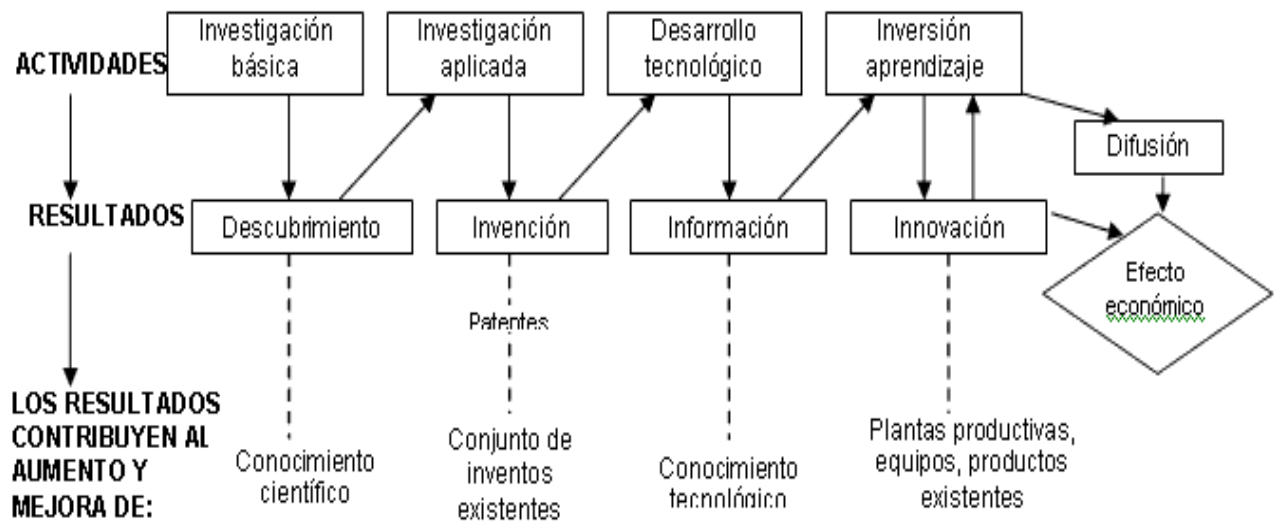 ACTIVIDADES
Investigación
básica
Investigación
aplicada
Desarrollo
tecnológico
Inversión
aprendizaje
Difusión
RESULTADOS
Descubrimiento
Invención
Información
Innovación
Efecto
económico
Patentes
LOS RESULTADOS
CONTRIBUYEN AL
AUMENTO Y
MEJORA DE:
Conocimiento
científico
Conjunto de
inventos
existentes
Conocimiento
tecnológico
Plantas productivas,
equipos, productos
existentes